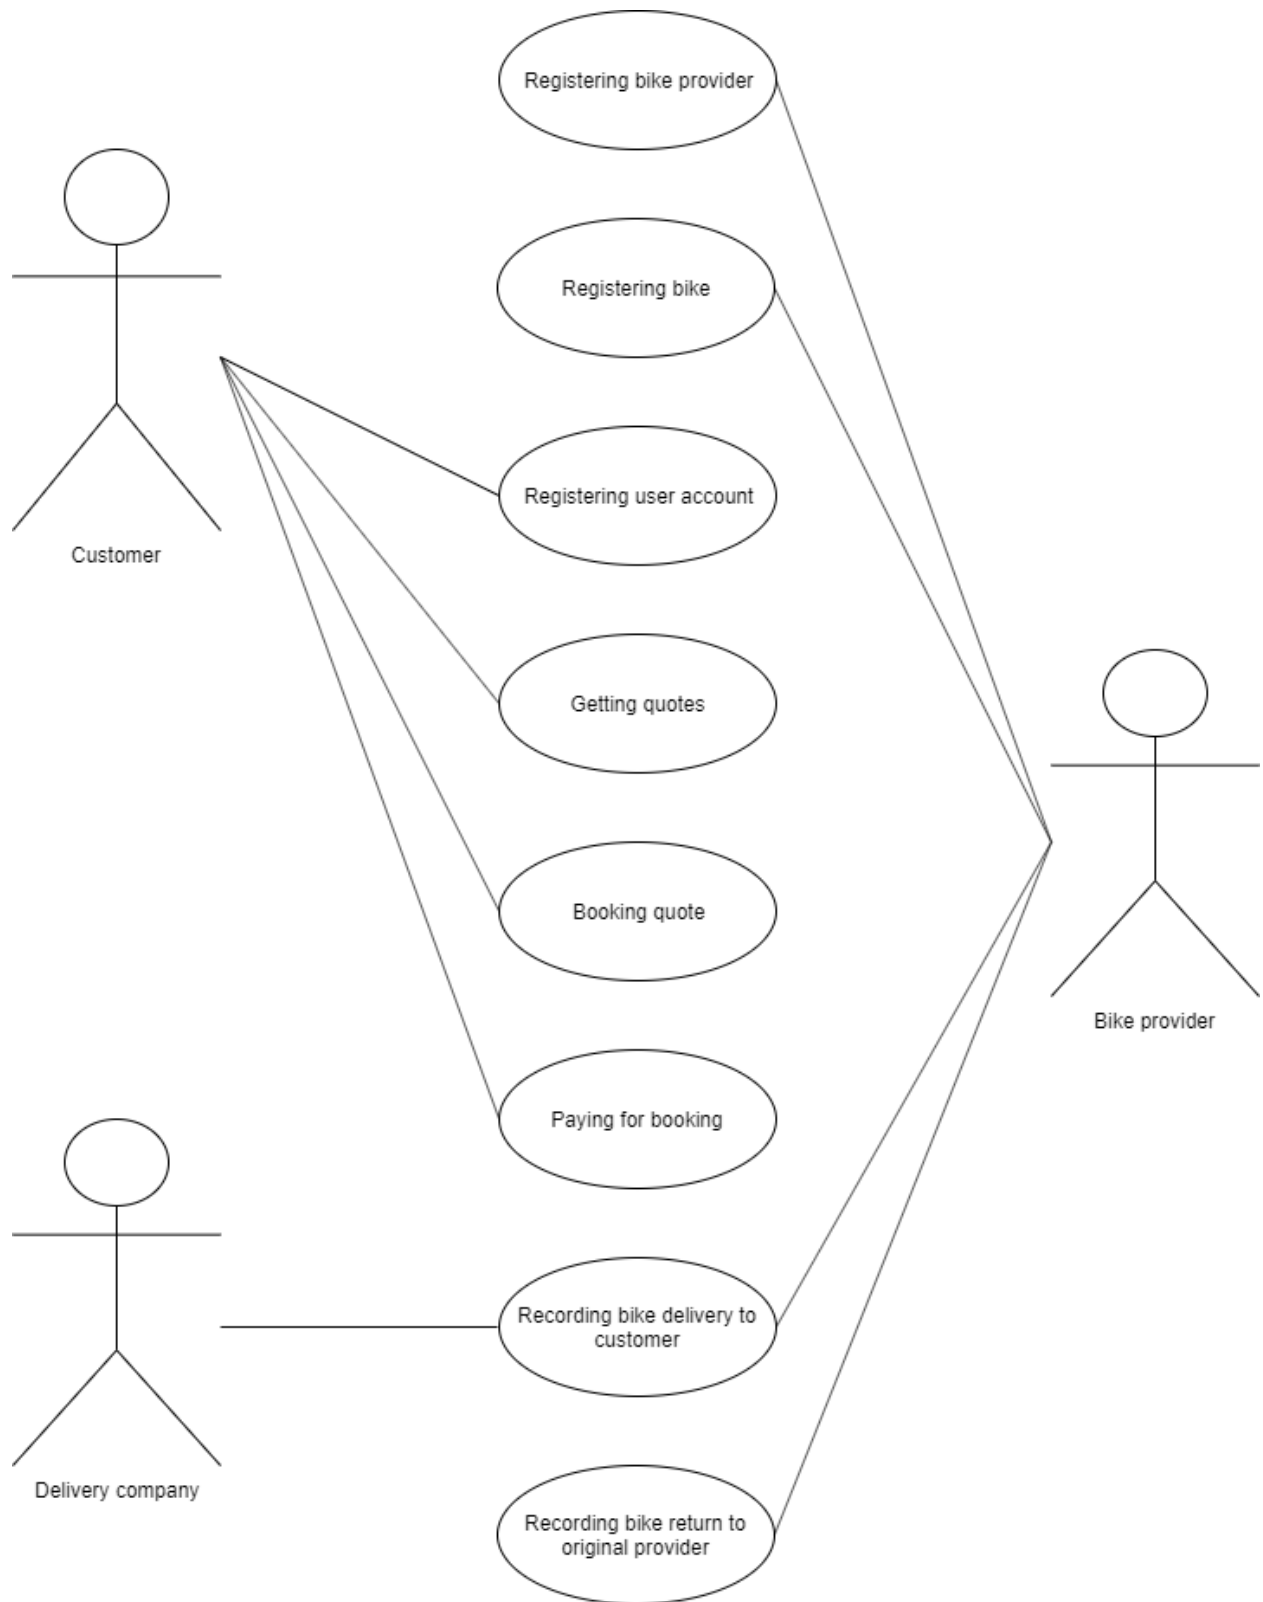 Registering bike provider
Registering bike
Registering user account
Customer
Getting quotes
Booking quote
Bike provider
Paying for booking
Recording bike delivery to
customer
Delivery company
Recording bike return to
original provider